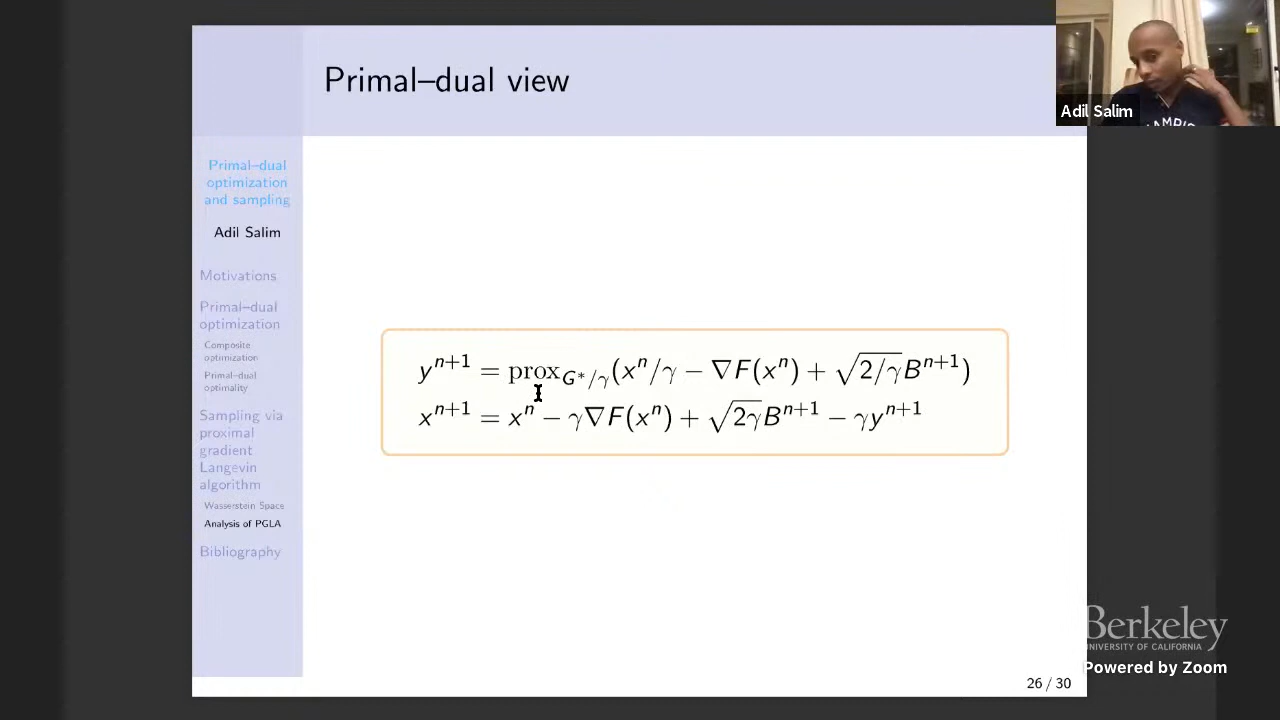 Primal–dual view
Adil Salim
Primal–dual
optimization
and sampling
Adil Salim
Motivations
Primal–dual
optimization
Composite
optimization
Primal–dual
optimality
Sampling via
proximal
gradient
Langevin
algorithm
Wasserstein Space
Analysis of PGLA
Bibliography
y^{n+1} = prox_{G*/γ}(x^n/γ − ∇F(x^n) + √(2/γ)B^{n+1})
x^{n+1} = x^n − γ∇F(x^n) + √(2γ)B^{n+1} − γy^{n+1}
Berkeley
UNIVERSITY OF CALIFORNIA
Powered by Zoom
26 / 30